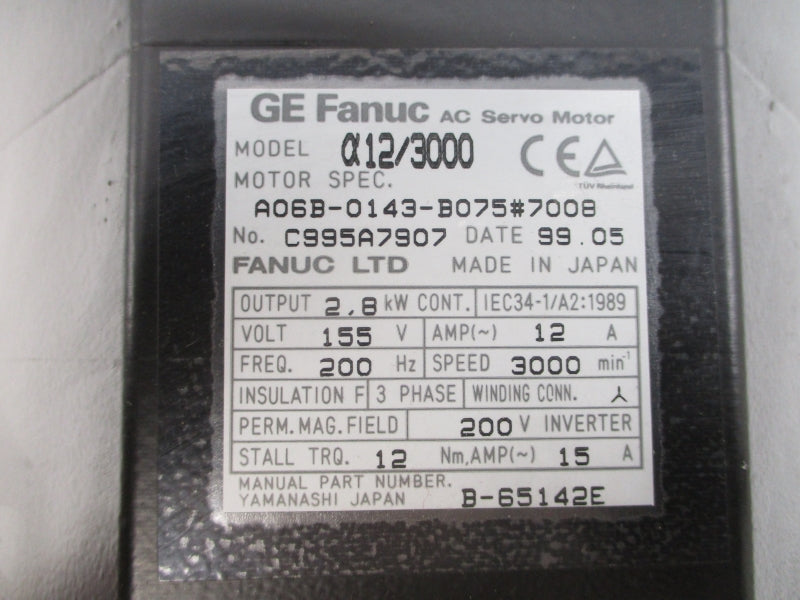 GE Fanuc AC Servo Motor
MODEL α12/3000 CE
MOTOR SPEC. TÜV Rheinland
A06B-0143-B075#7008
No. C995A7907 DATE 99.05
FANUC LTD MADE IN JAPAN
OUTPUT 2.8 kW CONT. IEC34-1/A2:1989
VOLT 155 V AMP(~) 12 A
FREQ. 200 Hz SPEED 3000 min⁻¹
INSULATION F 3 PHASE WINDING CONN. ⅄
PERM.MAG.FIELD 200 V INVERTER
STALL TRQ. 12 Nm,AMP(~) 15 A
MANUAL PART NUMBER.
YAMANASHI JAPAN B-65142E